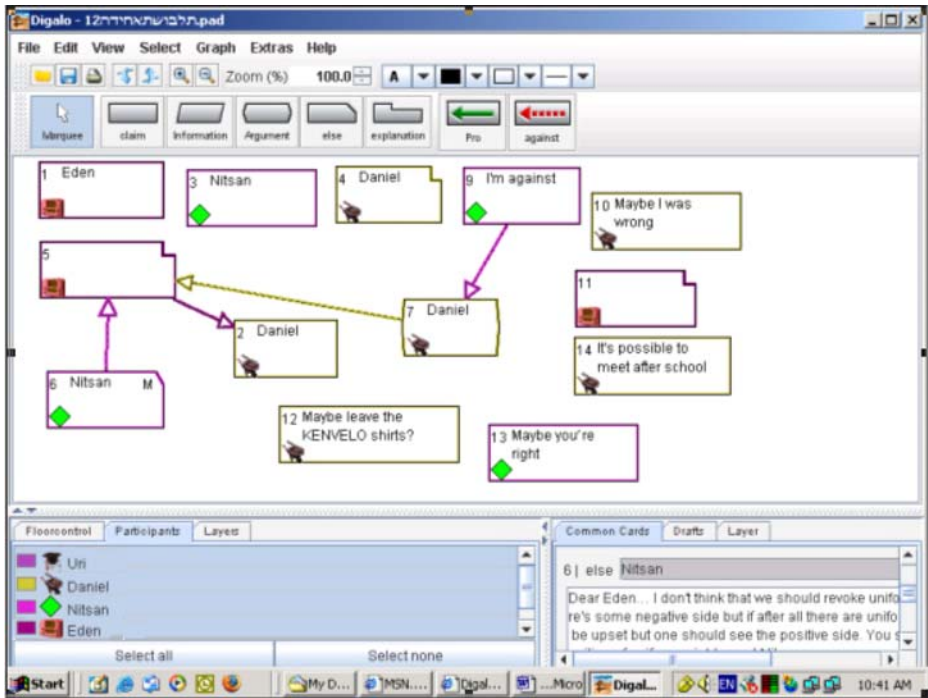 Digalo - 12תלבושתאחידת.pad
File Edit View Select Graph Extras Help
Zoom (%) 100.0 A
Marquee claim Information Argument else explanation Pro against
1 Eden
3 Nitsan
4 Daniel
9 I'm against
10 Maybe I was
wrong
5
11
7 Daniel
2 Daniel
14 It's possible to
meet after school
6 Nitsan M
12 Maybe leave the
KENVELO shirts?
13 Maybe you're
right
Floorcontrol Participants Layers
Uri
Daniel
Nitsan
Eden
Select all Select none
Common Cards Drafts Layer
6 | else Nitsan
Dear Eden... I don't think that we should revoke unifo
re's some negative side but if after all there are unifo
be upset but one should see the positive side. You s
Start My D... MSN.... Digal... ...Micro Digal... EN 10:41 AM